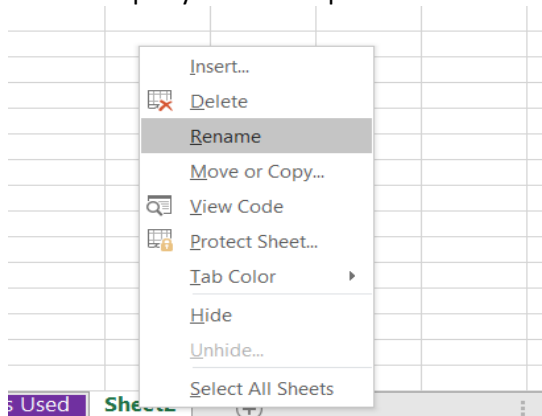 Insert...
Delete
Rename
Move or Copy...
View Code
Protect Sheet...
Tab Color
Hide
Unhide...
Select All Sheets
s Used